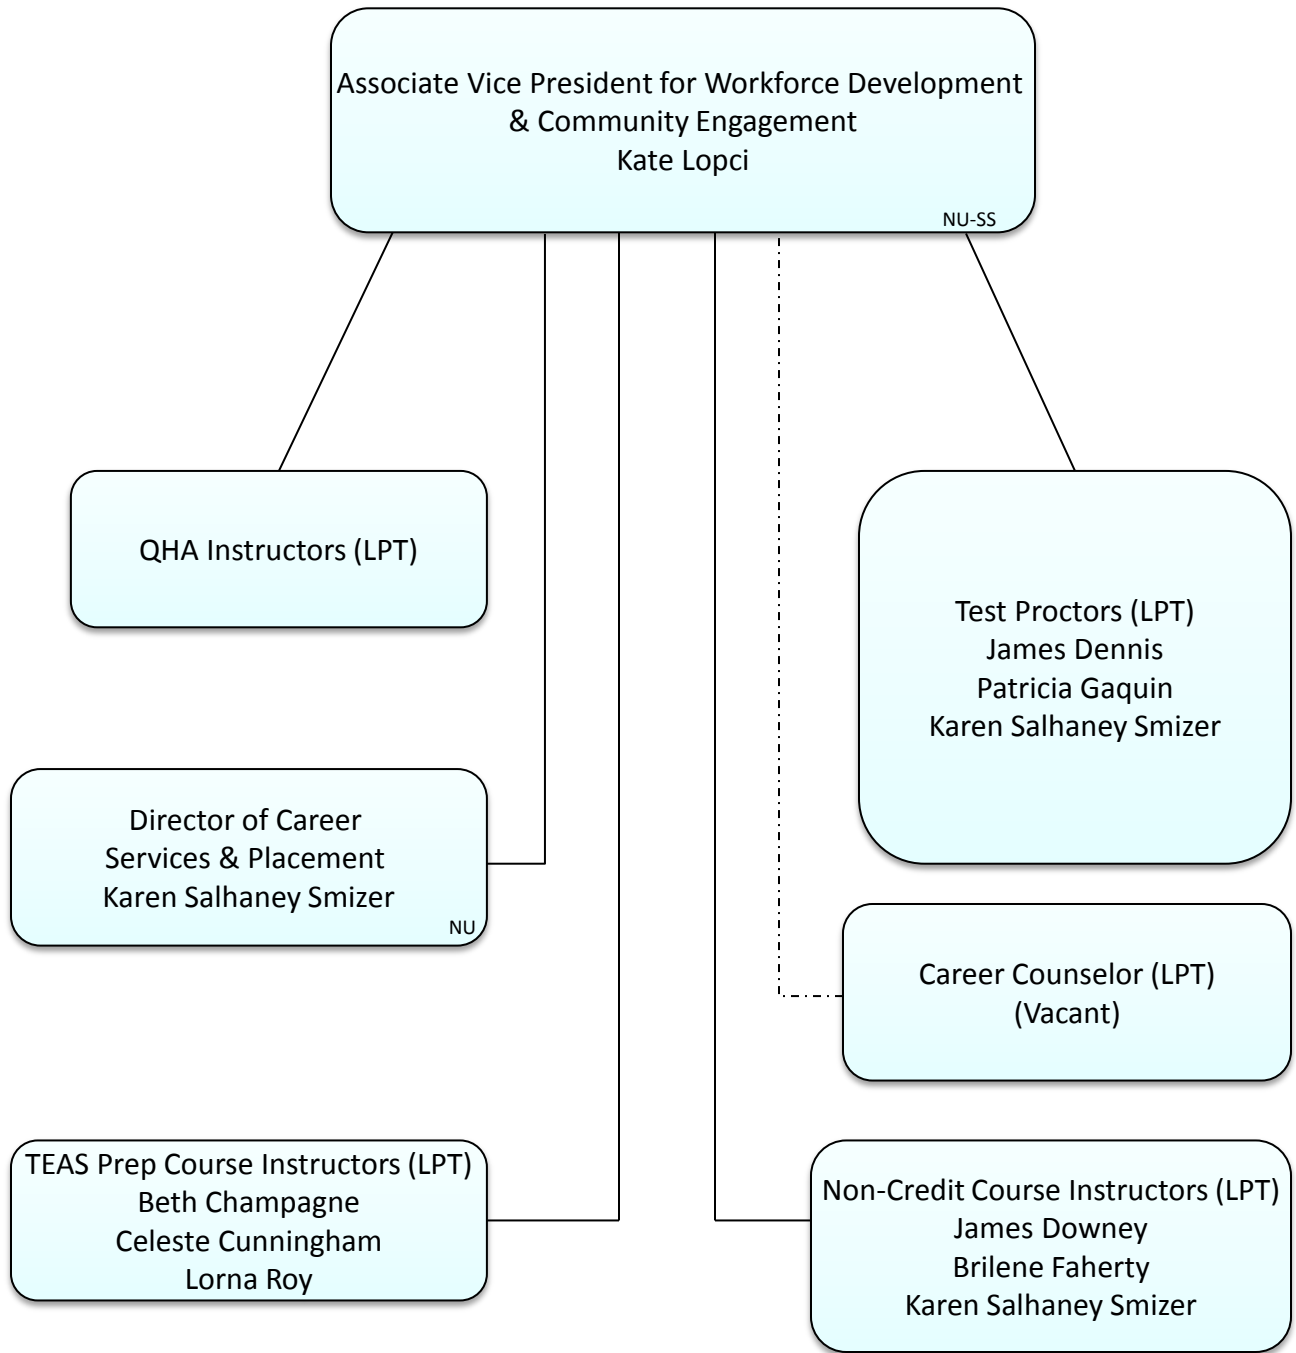 Associate Vice President for Workforce Development
& Community Engagement
Kate Lopci
NU-SS
QHA Instructors (LPT)
Test Proctors (LPT)
James Dennis
Patricia Gaquin
Karen Salhaney Smizer
Director of Career
Services & Placement
Karen Salhaney Smizer
NU
Career Counselor (LPT)
(Vacant)
TEAS Prep Course Instructors (LPT)
Beth Champagne
Celeste Cunningham
Lorna Roy
Non-Credit Course Instructors (LPT)
James Downey
Brilene Faherty
Karen Salhaney Smizer